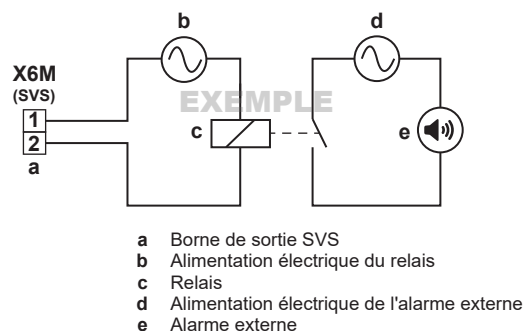 b
d
X6M
(SVS)
EXEMPLE
1
c
e
2
a
a Borne de sortie SVS
b Alimentation électrique du relais
c Relais
d Alimentation électrique de l'alarme externe
e Alarme externe